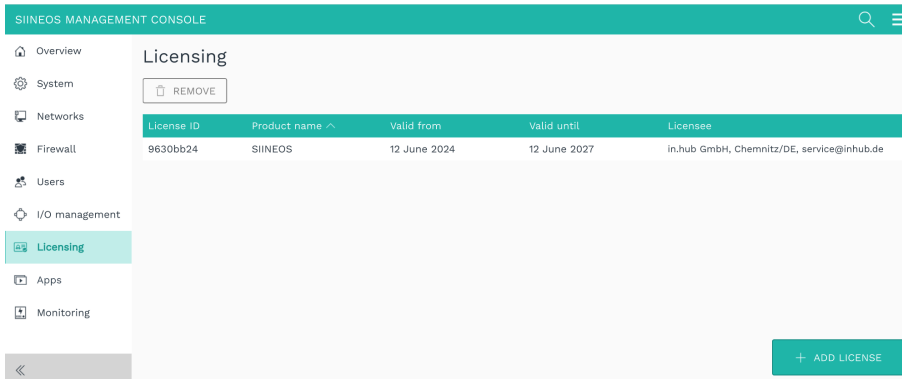 SIINEOS MANAGEMENT CONSOLE
Overview
System
Networks
Firewall
Users
I/O management
Licensing
Apps
Monitoring
Licensing
REMOVE
License ID Product name Valid from Valid until Licensee
9630bb24 SIINEOS 12 June 2024 12 June 2027 in.hub GmbH, Chemnitz/DE, service@inhub.de
+ ADD LICENSE